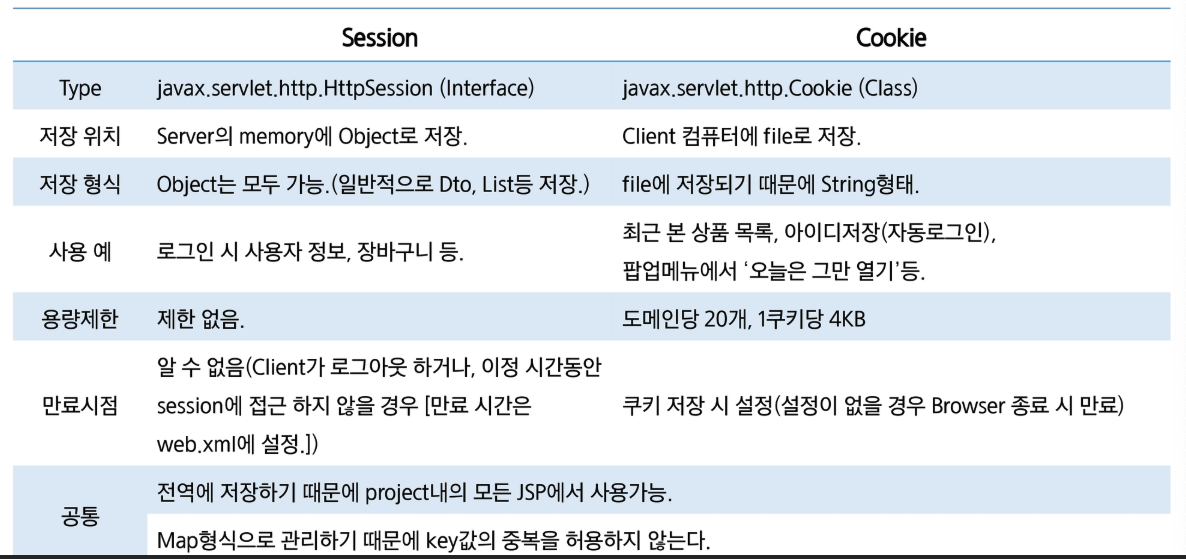 Session Cookie
Type javax.servlet.http.HttpSession (Interface) javax.servlet.http.Cookie (Class)
저장 위치 Server의 memory에 Object로 저장. Client 컴퓨터에 file로 저장.
저장 형식 Object는 모두 가능.(일반적으로 Dto, List등 저장.) file에 저장되기 때문에 String형태.
사용 예 로그인 시 사용자 정보, 장바구니 등. 최근 본 상품 목록, 아이디저장(자동로그인),
팝업메뉴에서 ‘오늘은 그만 열기’등.
용량제한 제한 없음. 도메인당 20개, 1쿠키당 4KB
알 수 없음(Client가 로그아웃 하거나, 이정 시간동안
만료시점 session에 접근 하지 않을 경우 [만료 시간은 쿠키 저장 시 설정(설정이 없을 경우 Browser 종료 시 만료)
web.xml에 설정.])
공통 전역에 저장하기 때문에 project내의 모든 JSP에서 사용가능.
Map형식으로 관리하기 때문에 key값의 중복을 허용하지 않는다.